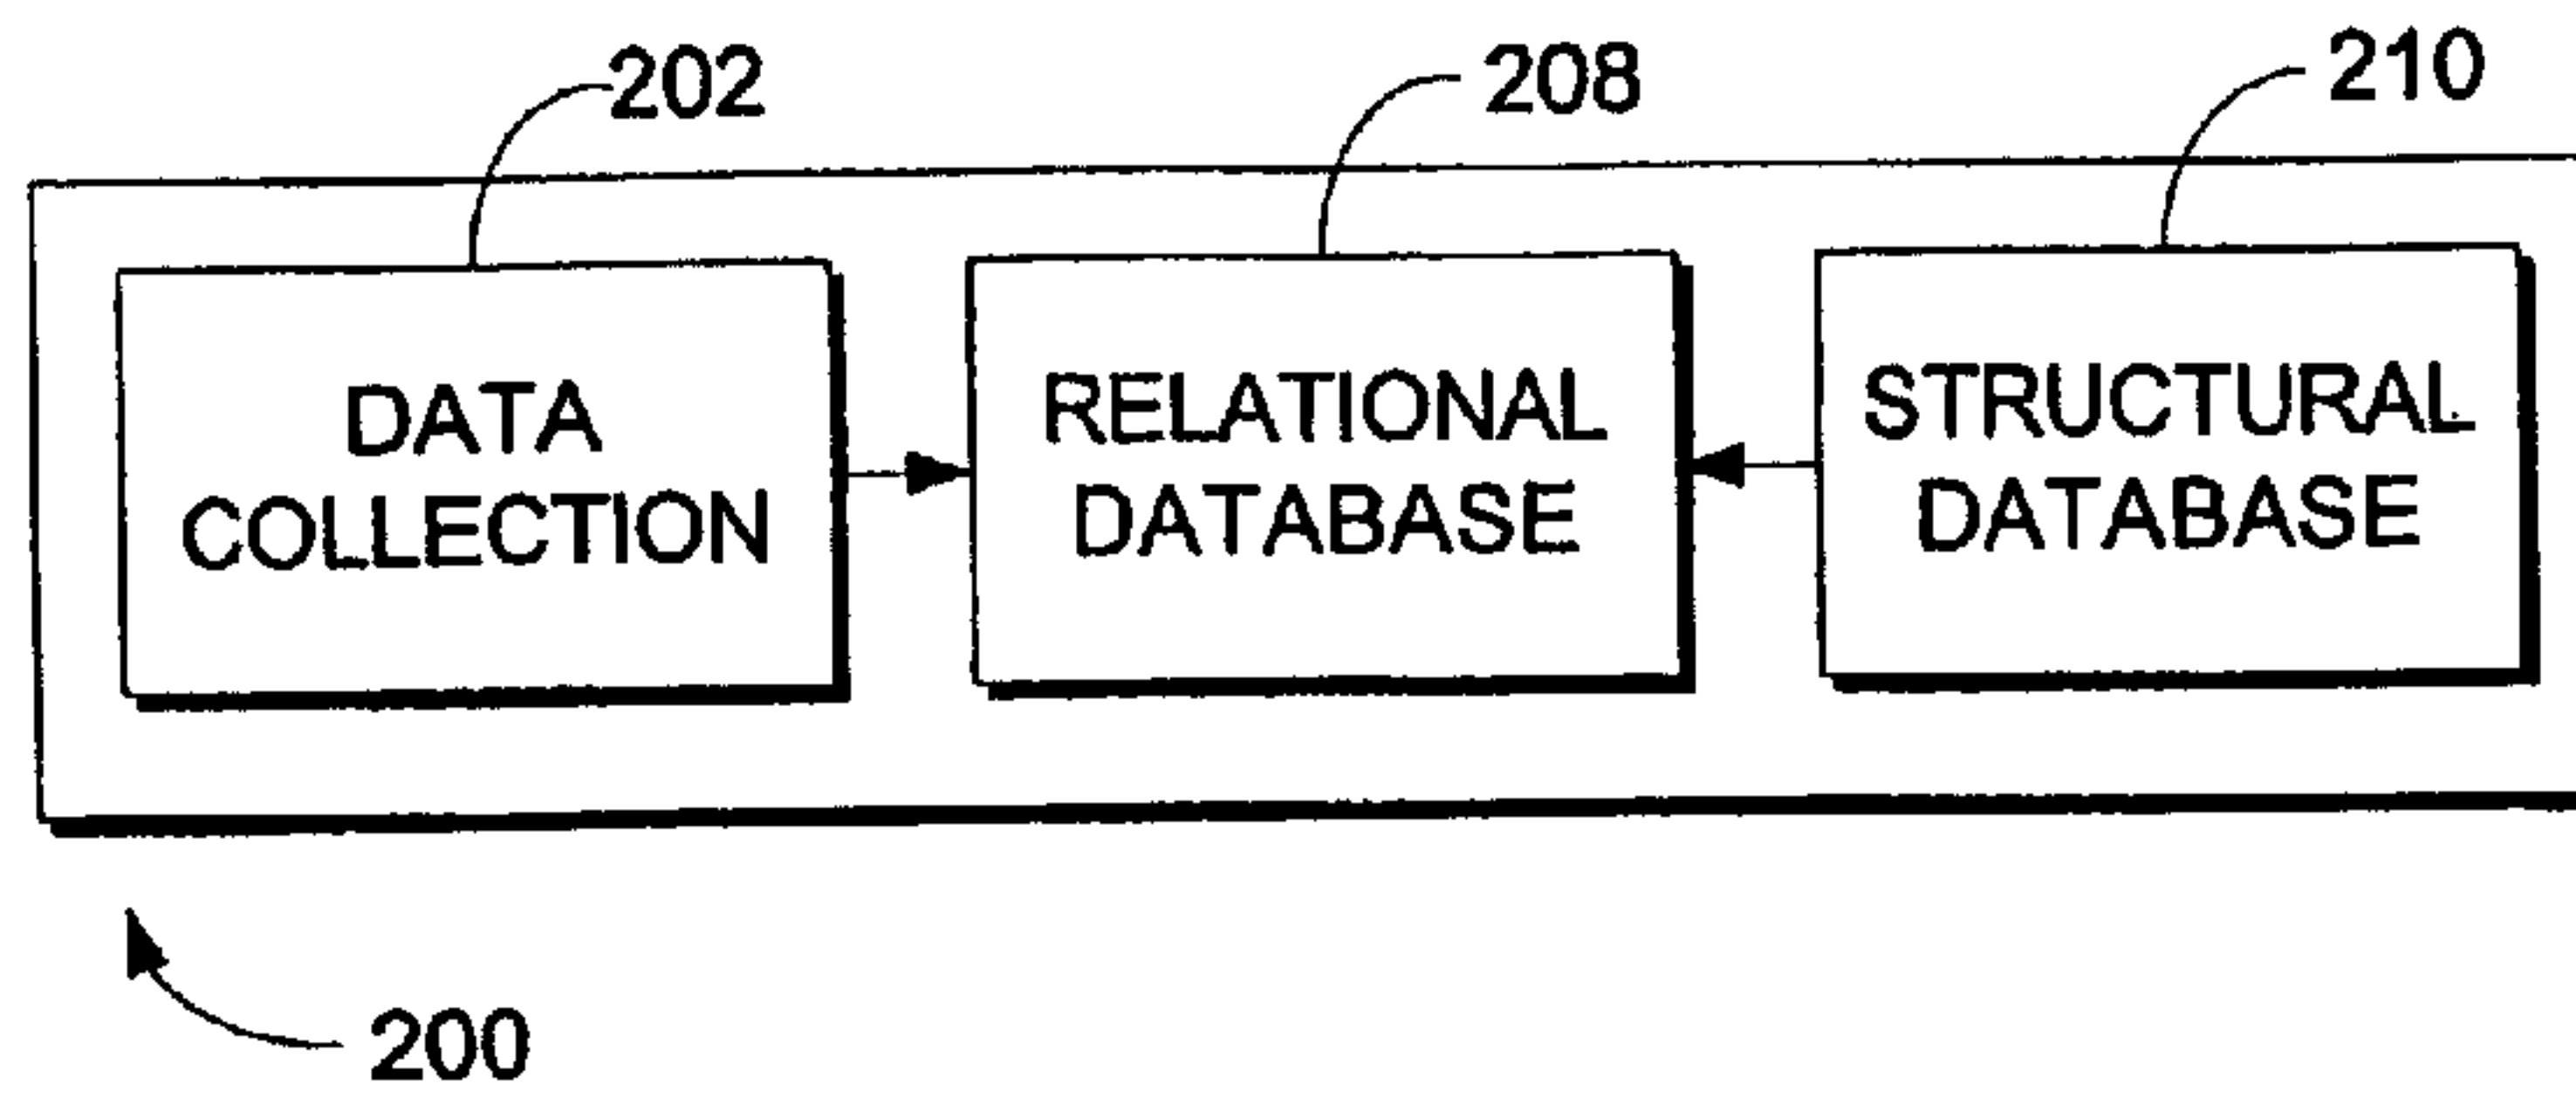 202
208
210
DATA
COLLECTION
RELATIONAL
DATABASE
STRUCTURAL
DATABASE
200